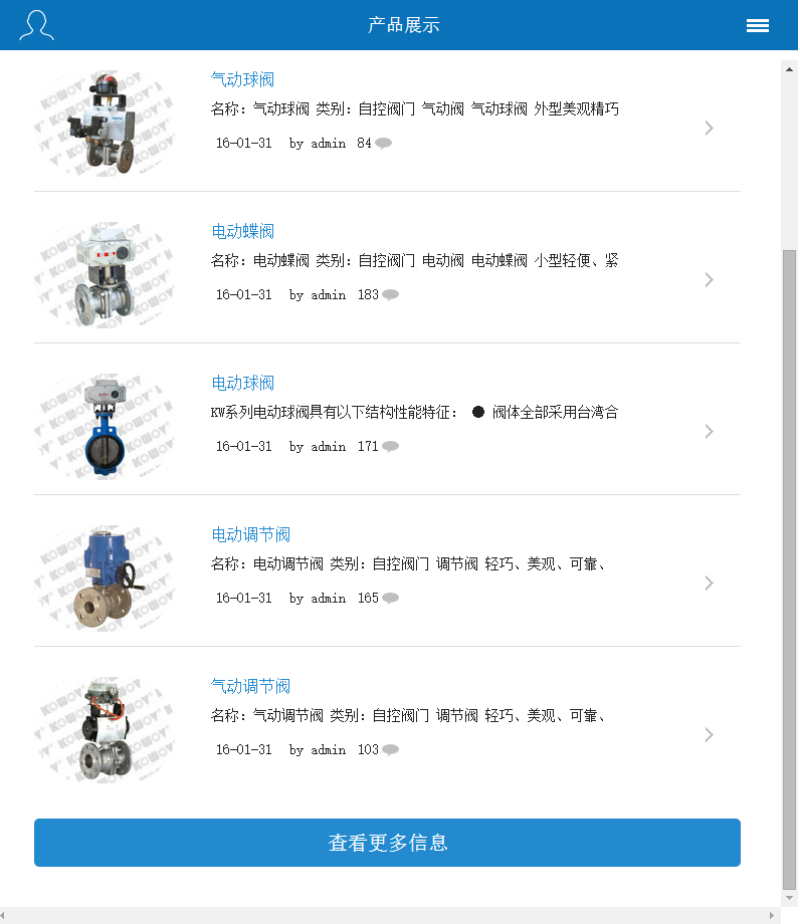 产品展示
气动球阀
名称：气动球阀 类别：自控阀门 气动阀 气动球阀 外型美观精巧
16-01-31 by admin 84
电动蝶阀
名称：电动蝶阀 类别：自控阀门 电动阀 电动蝶阀 小型轻便、紧
16-01-31 by admin 183
电动球阀
KW系列电动球阀具有以下结构性能特征： ● 阀体全部采用台湾合
16-01-31 by admin 171
电动调节阀
名称：电动调节阀 类别：自控阀门 调节阀 轻巧、美观、可靠、
16-01-31 by admin 165
气动调节阀
名称：气动调节阀 类别：自控阀门 调节阀 轻巧、美观、可靠、
16-01-31 by admin 103
查看更多信息